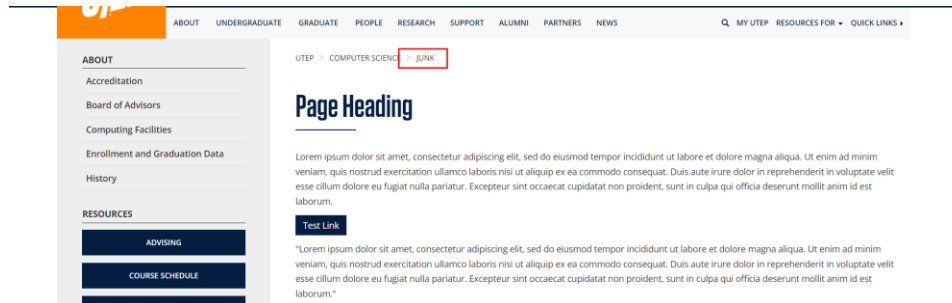 ABOUT UNDERGRADUATE GRADUATE PEOPLE RESEARCH SUPPORT ALUMNI PARTNERS NEWS MY UTEP RESOURCES FOR QUICK LINKS
ABOUT
Accreditation
Board of Advisors
Computing Facilities
Enrollment and Graduation Data
History
RESOURCES
ADVISING
COURSE SCHEDULE
UTEP > COMPUTER SCIENCE > JUNK
Page Heading
Lorem ipsum dolor sit amet, consectetur adipiscing elit, sed do eiusmod tempor incididunt ut labore et dolore magna aliqua. Ut enim ad minim
veniam, quis nostrud exercitation ullamco laboris nisi ut aliquip ex ea commodo consequat. Duis aute irure dolor in reprehenderit in voluptate velit
esse cillum dolore eu fugiat nulla pariatur. Excepteur sint occaecat cupidatat non proident, sunt in culpa qui officia deserunt mollit anim id est
laborum.
Test Link
"Lorem ipsum dolor sit amet, consectetur adipiscing elit, sed do eiusmod tempor incididunt ut labore et dolore magna aliqua. Ut enim ad minim
veniam, quis nostrud exercitation ullamco laboris nisi ut aliquip ex ea commodo consequat. Duis aute irure dolor in reprehenderit in voluptate velit
esse cillum dolore eu fugiat nulla pariatur. Excepteur sint occaecat cupidatat non proident, sunt in culpa qui officia deserunt mollit anim id est
laborum."